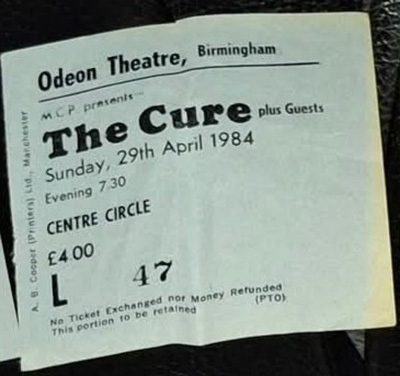 Odeon Theatre, Birmingham
M.C.P. presents—
The Cure plus Guests
Sunday, 29th April 1984
Evening 7.30
CENTRE CIRCLE
£4.00
L 47
No Ticket Exchanged nor Money Refunded
This portion to be retained (PTO)
A. B. Cooper (Printers) Ltd., Manchester